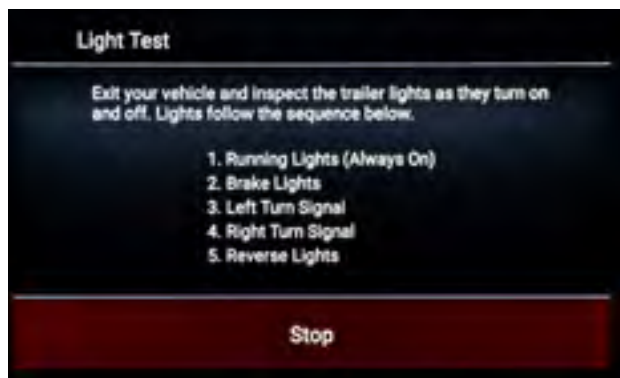 Light Test
Exit your vehicle and inspect the trailer lights as they turn on
and off. Lights follow the sequence below.
1. Running Lights (Always On)
2. Brake Lights
3. Left Turn Signal
4. Right Turn Signal
5. Reverse Lights
Stop